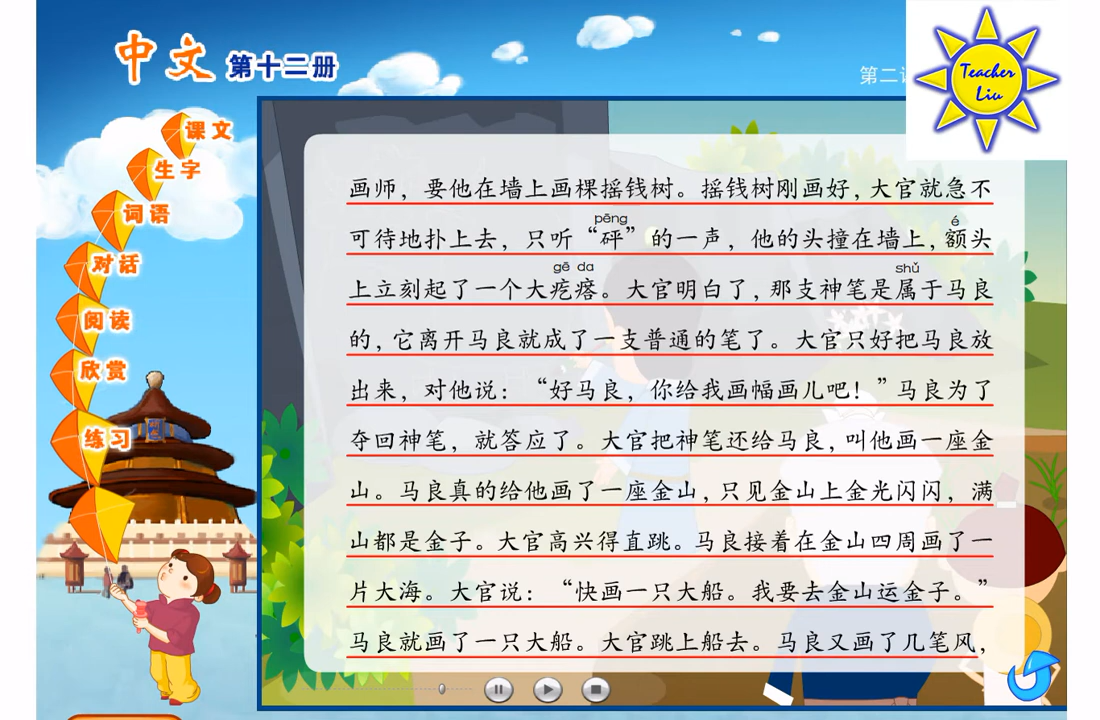 中文 第十二册
第二
Teacher
Liu
课文
生字
词语
对话
阅读
欣赏
练习
画师，要他在墙上画棵摇钱树。摇钱树刚画好，大官就急不
pēng é
可待地扑上去，只听“砰”的一声，他的头撞在墙上，额头
gē da shǔ
上立刻起了一个大疙瘩。大官明白了，那支神笔是属于马良
的，它离开马良就成了一支普通的笔了。大官只好把马良放
出来，对他说：“好马良，你给我画幅画儿吧！”马良为了
夺回神笔，就答应了。大官把神笔还给马良，叫他画一座金
山。马良真的给他画了一座金山，只见金山上金光闪闪，满
山都是金子。大官高兴得直跳。马良接着在金山四周画了一
片大海。大官说：“快画一只大船。我要去金山运金子。”
马良就画了一只大船。大官跳上船去。马良又画了几笔风，